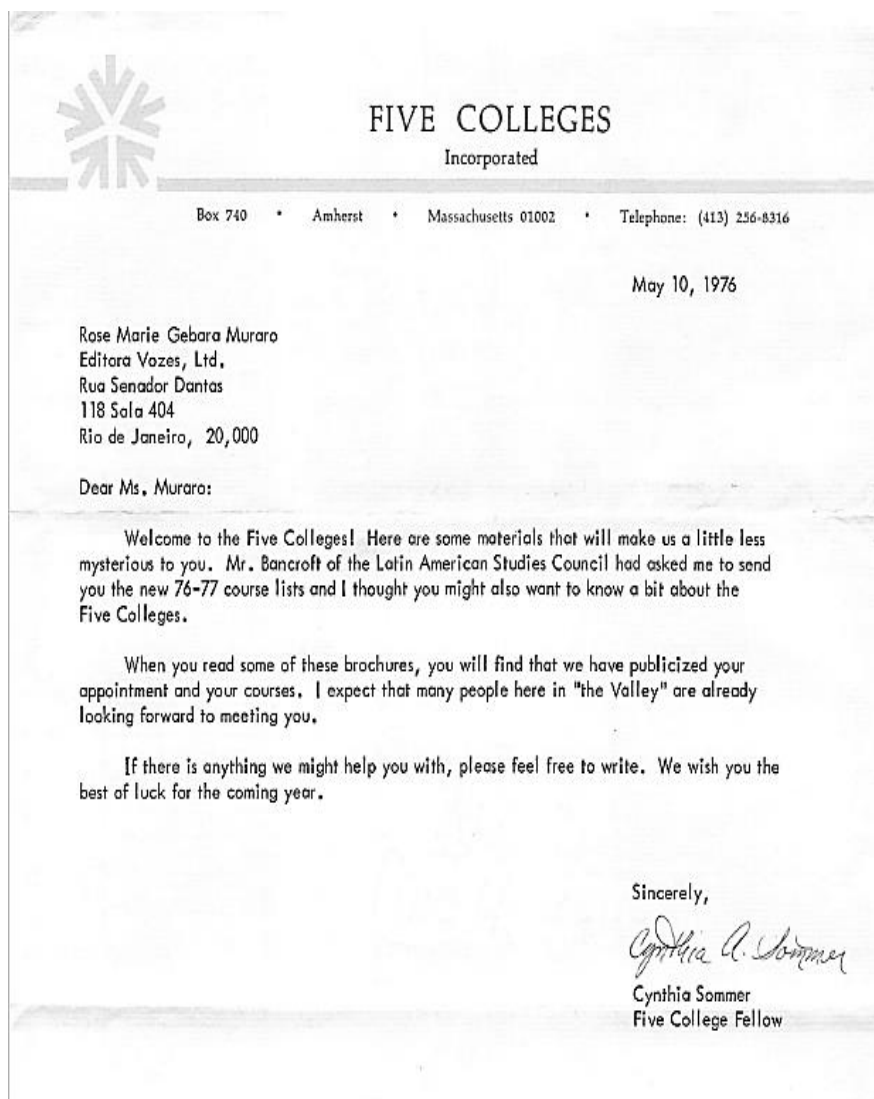 FIVE COLLEGES
Incorporated
Box 740 • Amherst • Massachusetts 01002 • Telephone: (413) 256-8316
May 10, 1976
Rose Marie Gebara Muraro
Editora Vozes, Ltd.
Rua Senador Dantas
118 Sala 404
Rio de Janeiro, 20,000
Dear Ms. Muraro:
Welcome to the Five Colleges! Here are some materials that will make us a little less
mysterious to you. Mr. Bancroft of the Latin American Studies Council had asked me to send
you the new 76-77 course lists and I thought you might also want to know a bit about the
Five Colleges.
When you read some of these brochures, you will find that we have publicized your
appointment and your courses. I expect that many people here in "the Valley" are already
looking forward to meeting you.
If there is anything we might help you with, please feel free to write. We wish you the
best of luck for the coming year.
Sincerely,
Cynthia A. Sommer
Cynthia Sommer
Five College Fellow